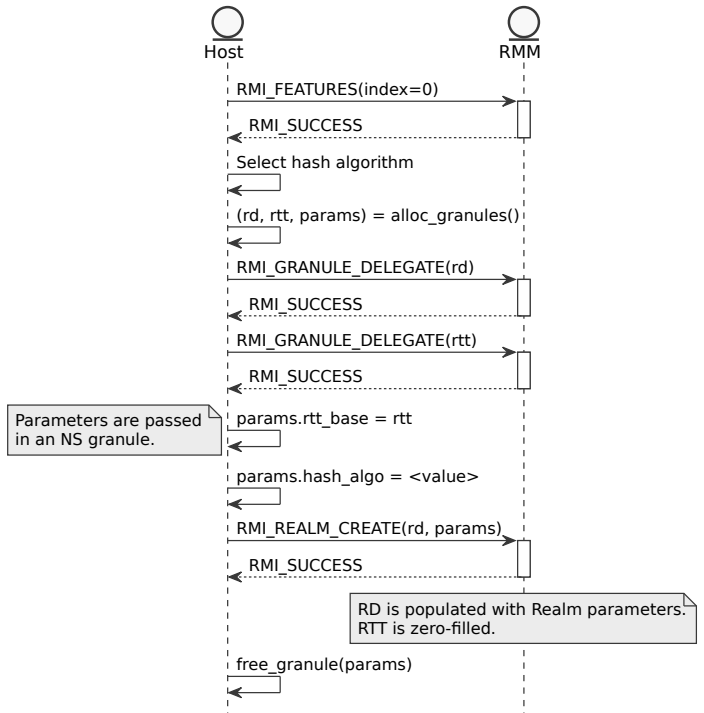 Host
RMM
RMI_FEATURES(index=0)
RMI_SUCCESS
Select hash algorithm
(rd, rtt, params) = alloc_granules()
RMI_GRANULE_DELEGATE(rd)
RMI_SUCCESS
RMI_GRANULE_DELEGATE(rtt)
RMI_SUCCESS
Parameters are passed
in an NS granule.
params.rtt_base = rtt
params.hash_algo = <value>
RMI_REALM_CREATE(rd, params)
RMI_SUCCESS
RD is populated with Realm parameters.
RTT is zero-filled.
free_granule(params)